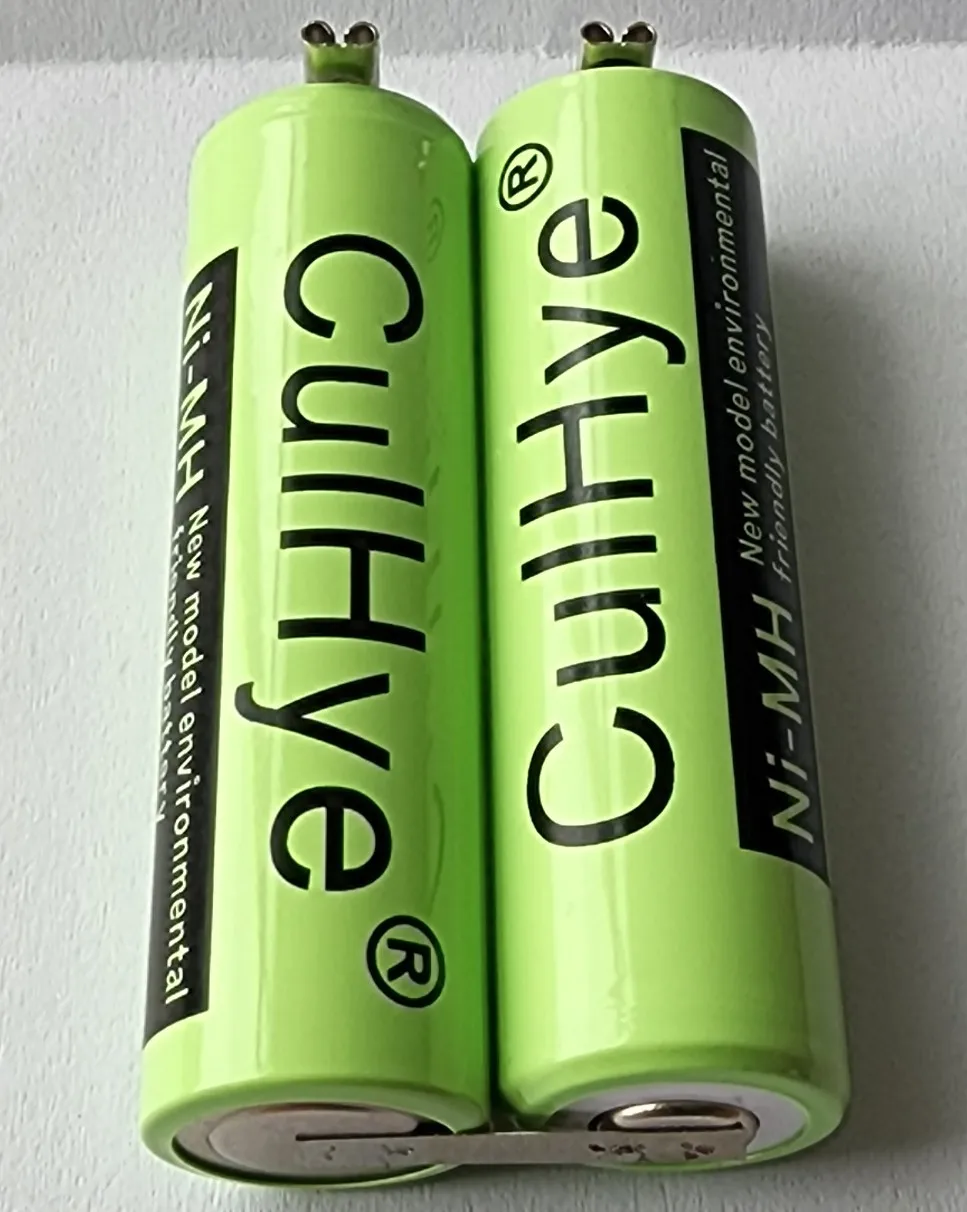 CulHye®
Ni-MH New model environmental
friendly battery
CulHye®
Ni-MH New model environmental
friendly battery